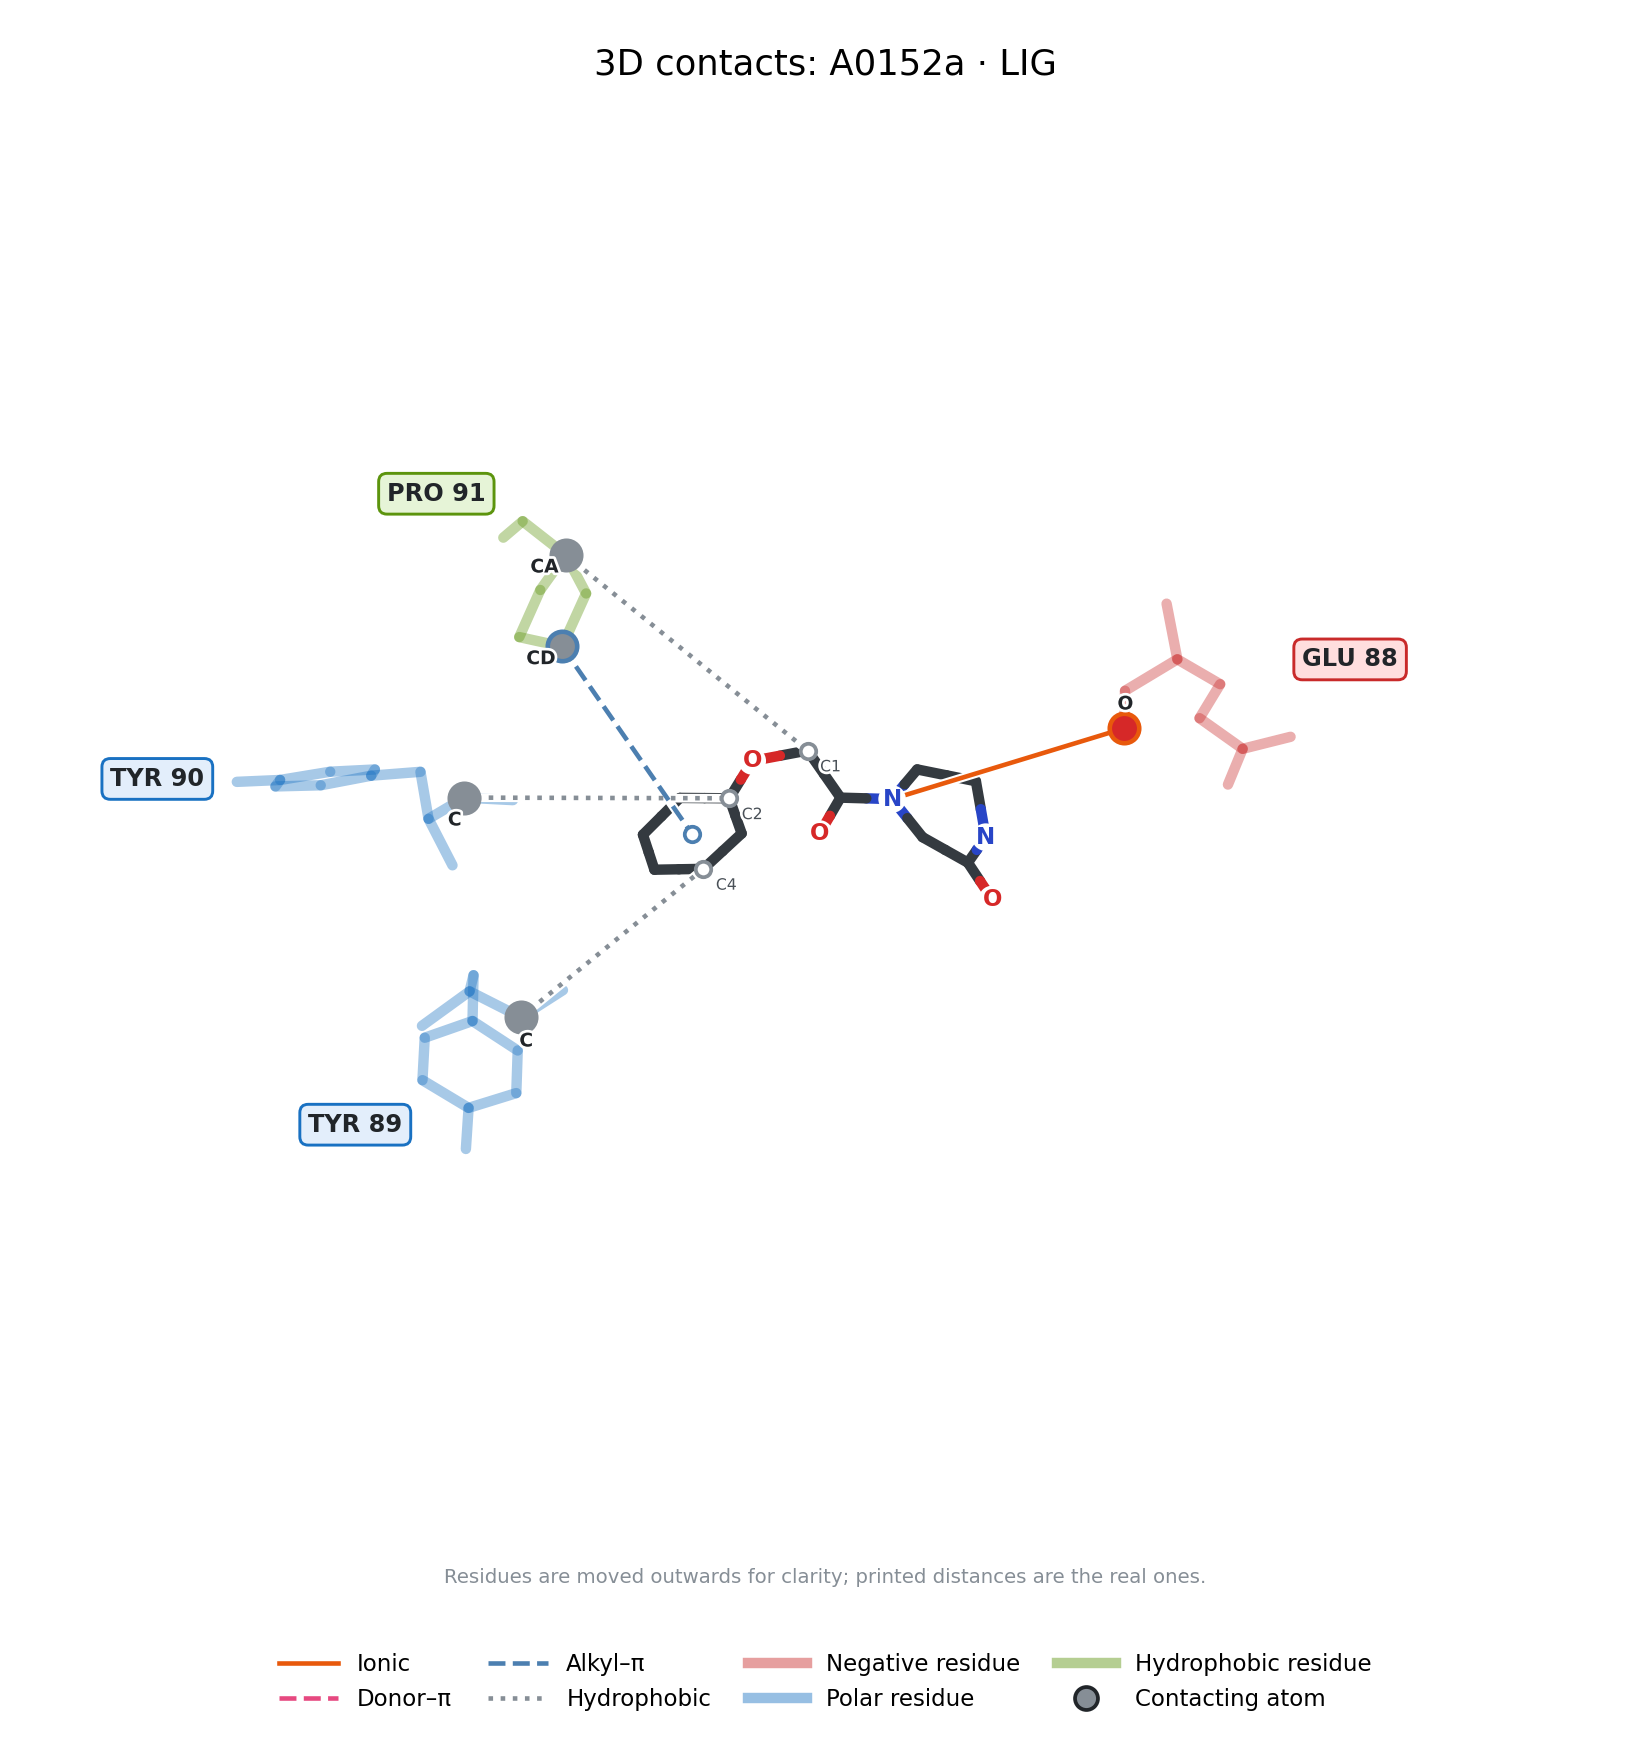 3D contacts: A0152a · LIG
PRO 91
CA
CD
GLU 88
O
TYR 90
C
O
C1
C2
N
O
N
C4
O
C
TYR 89
Residues are moved outwards for clarity; printed distances are the real ones.
Ionic
Donor–π
Alkyl–π
Hydrophobic
Negative residue
Polar residue
Hydrophobic residue
Contacting atom